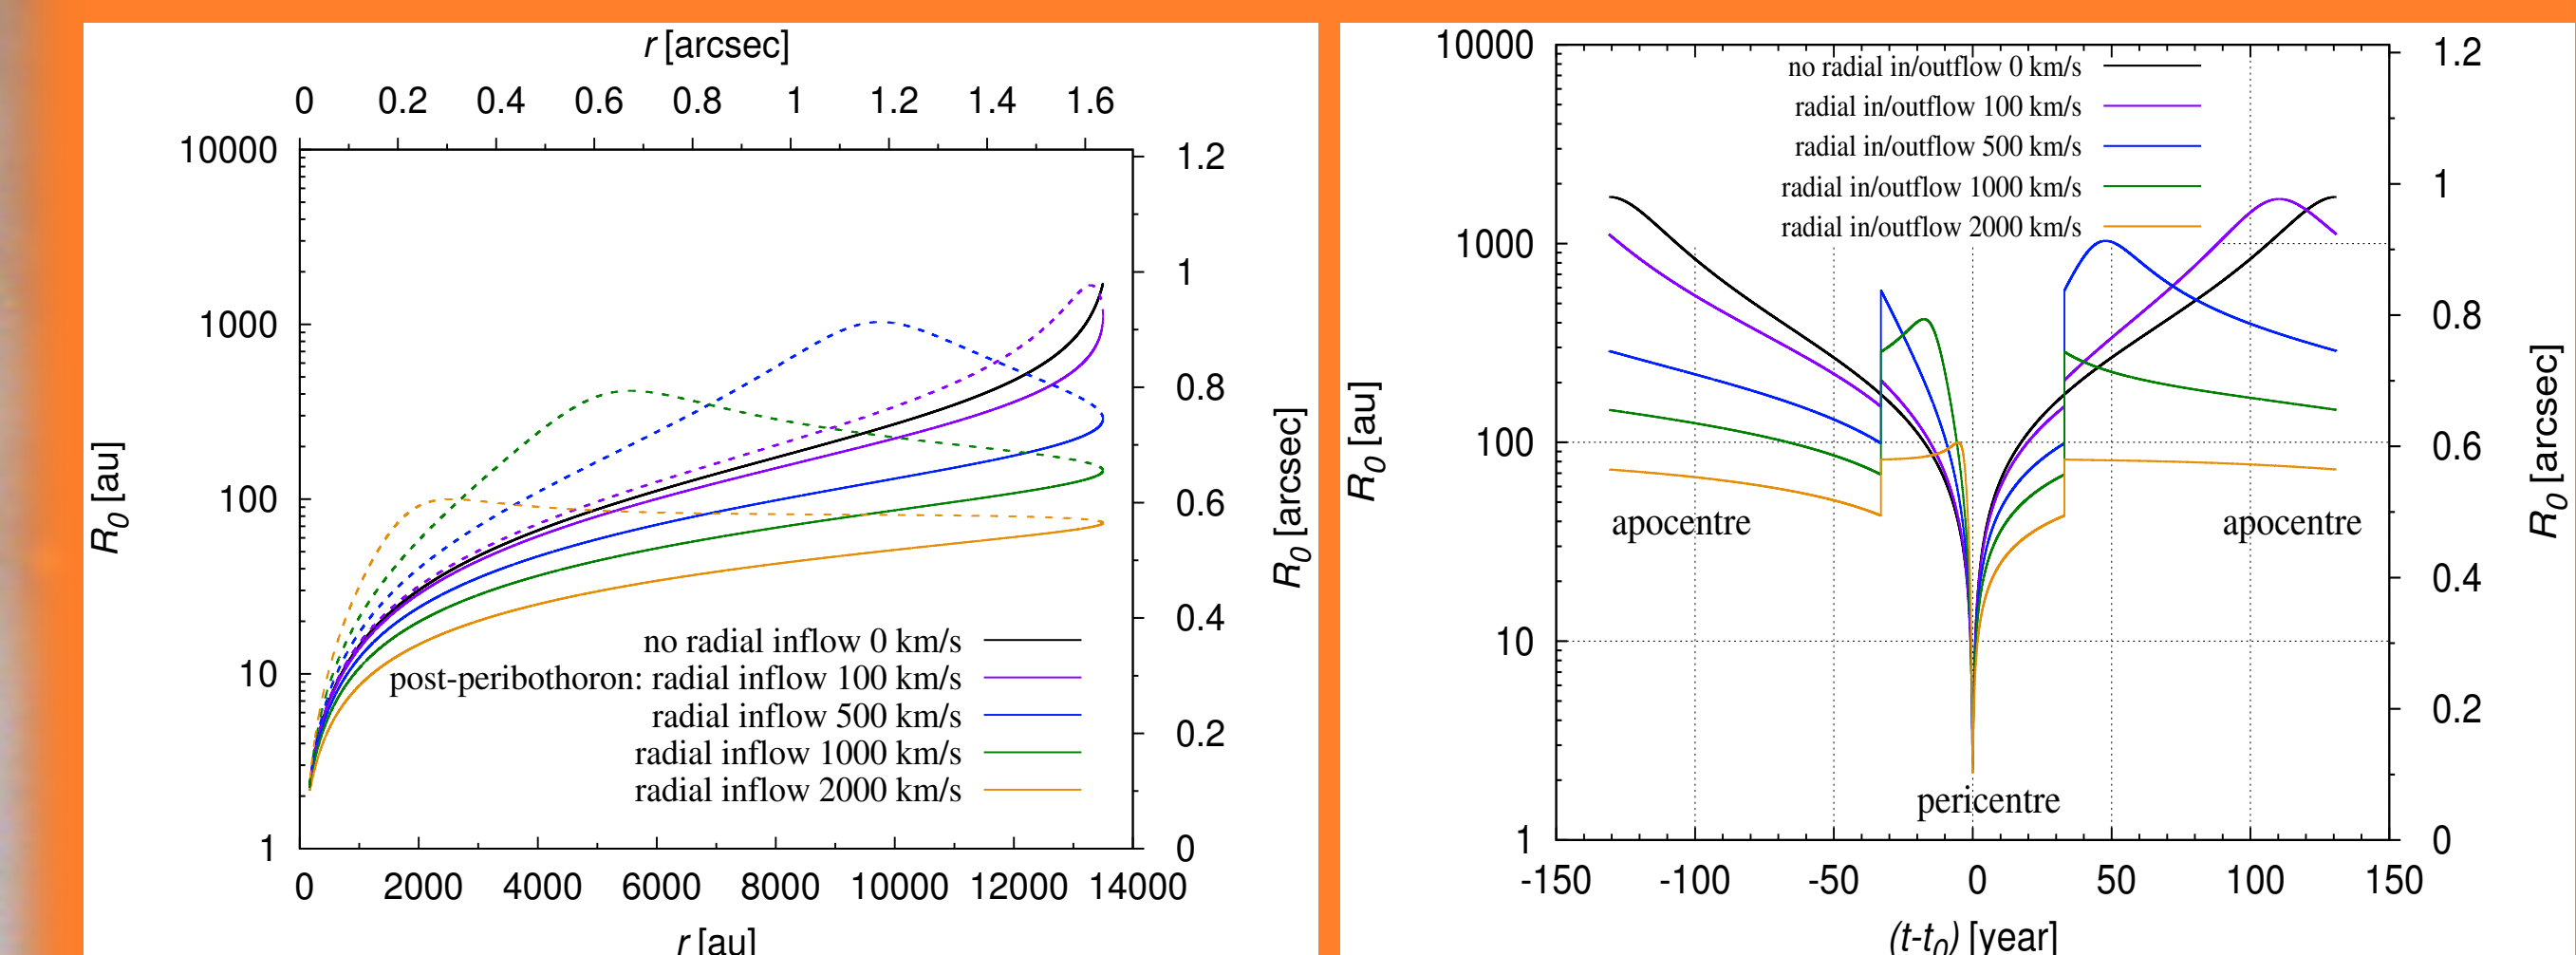 r [arcsec]
0 0.2 0.4 0.6 0.8 1 1.2 1.4 1.6
10000
1000
100
10
1
R0 [au]
1.2
1
0.8
0.6
0.4
0.2
0
R0 [arcsec]
no radial inflow 0 km/s
post-peribothoron: radial inflow 100 km/s
radial inflow 500 km/s
radial inflow 1000 km/s
radial inflow 2000 km/s
0 2000 4000 6000 8000 10000 12000 14000
r [au]
10000
1000
100
10
1
R0 [au]
1.2
1
0.8
0.6
0.4
0.2
0
R0 [arcsec]
no radial in/outflow 0 km/s
radial in/outflow 100 km/s
radial in/outflow 500 km/s
radial in/outflow 1000 km/s
radial in/outflow 2000 km/s
apocentre apocentre
pericentre
-150 -100 -50 0 50 100 150
(t-t0) [year]